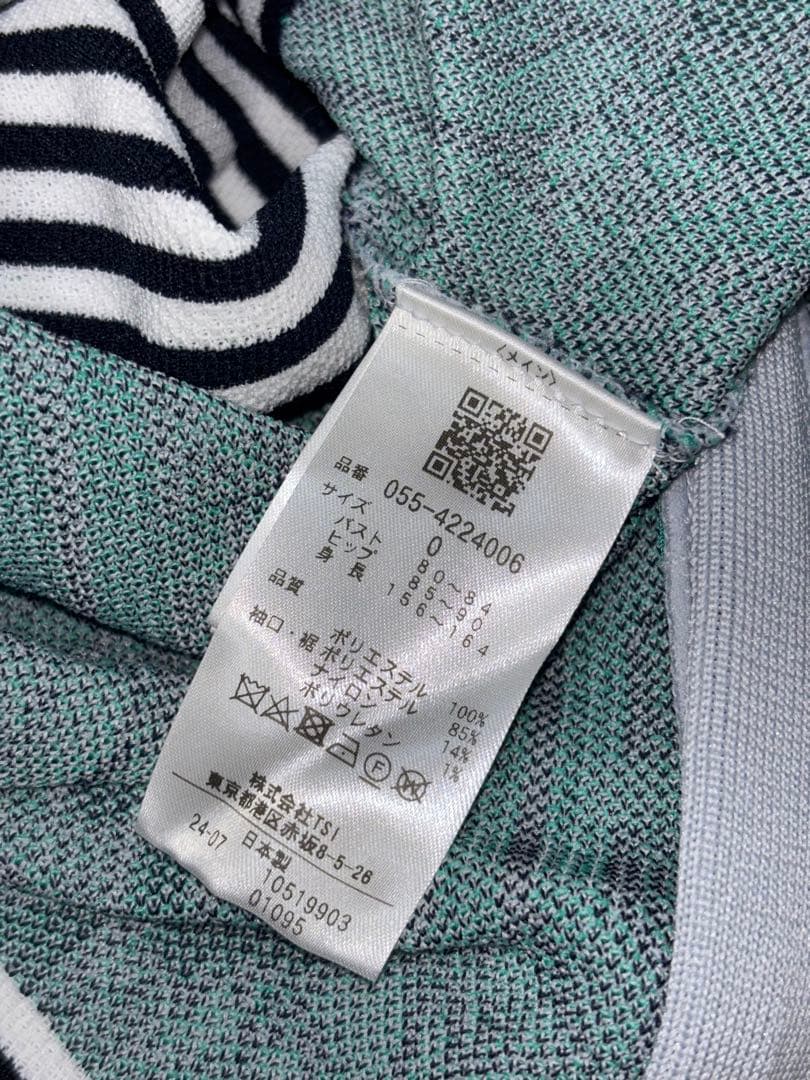 〈メイン〉
品番 055-4224006
サイズ 0
バスト 80～84
ヒップ 85～90
身長 156～164
品質
ポリエステル 100%
袖口・裾 ポリエステル 85%
ナイロン 14%
ポリウレタン 1%
F W
株式会社TSI
東京都港区赤坂8-5-26
24-07 日本製
10519903
01095